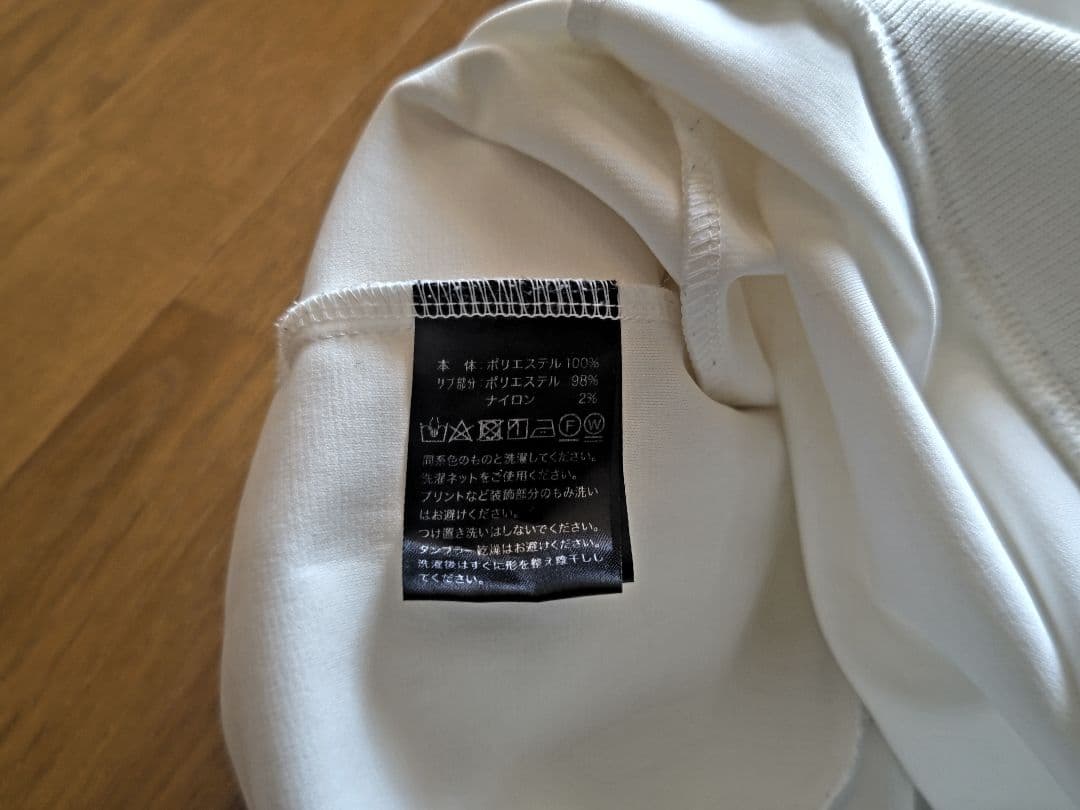 本 体:ポリエステル 100%
リブ部分:ポリエステル 98%
ナイロン 2%
F W
同系色のものと洗濯してください。
洗濯ネットをご使用ください。
プリントなど装飾部分のもみ洗い
はお避けください。
つけ置き洗いはしないでください。
タンブラー乾燥はお避けください。
洗濯後はすぐに形を整え陰干しし
てください。